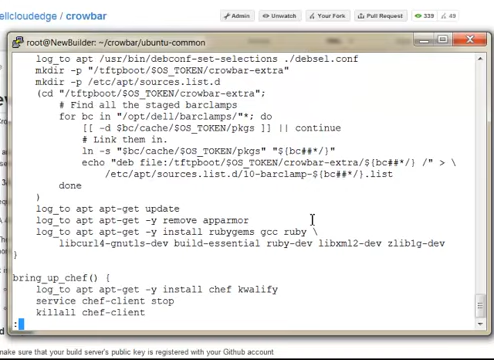 ellcloudedge / crowbar
Admin
Unwatch
Your Fork
Pull Request
339
49
root@NewBuilder: ~/crowbar/ubuntu-common
log_to apt /usr/bin/debconf-set-selections ./debsel.conf
mkdir -p "/tftpboot/$OS_TOKEN/crowbar-extra"
mkdir -p /etc/apt/sources.list.d
(cd "/tftpboot/$OS_TOKEN/crowbar-extra";
# Find all the staged barclamps
for bc in "/opt/dell/barclamps/"*; do
[[ -d $bc/cache/$OS_TOKEN/pkgs ]] || continue
# Link them in.
ln -s "$bc/cache/$OS_TOKEN/pkgs" "${bc##*/}"
echo "deb file:/tftpboot/$OS_TOKEN/crowbar-extra/${bc##*/} /" > \
/etc/apt/sources.list.d/10-barclamp-${bc##*/}.list
done
)
log_to apt apt-get update
log_to apt apt-get -y remove apparmor
log_to apt apt-get -y install rubygems gcc ruby \
libcurl4-gnutls-dev build-essential ruby-dev libxml2-dev zlib1g-dev
}
bring_up_chef() {
log_to apt apt-get -y install chef kwalify
service chef-client stop
killall chef-client
:
make sure that your build server's public key is registered with your Github account